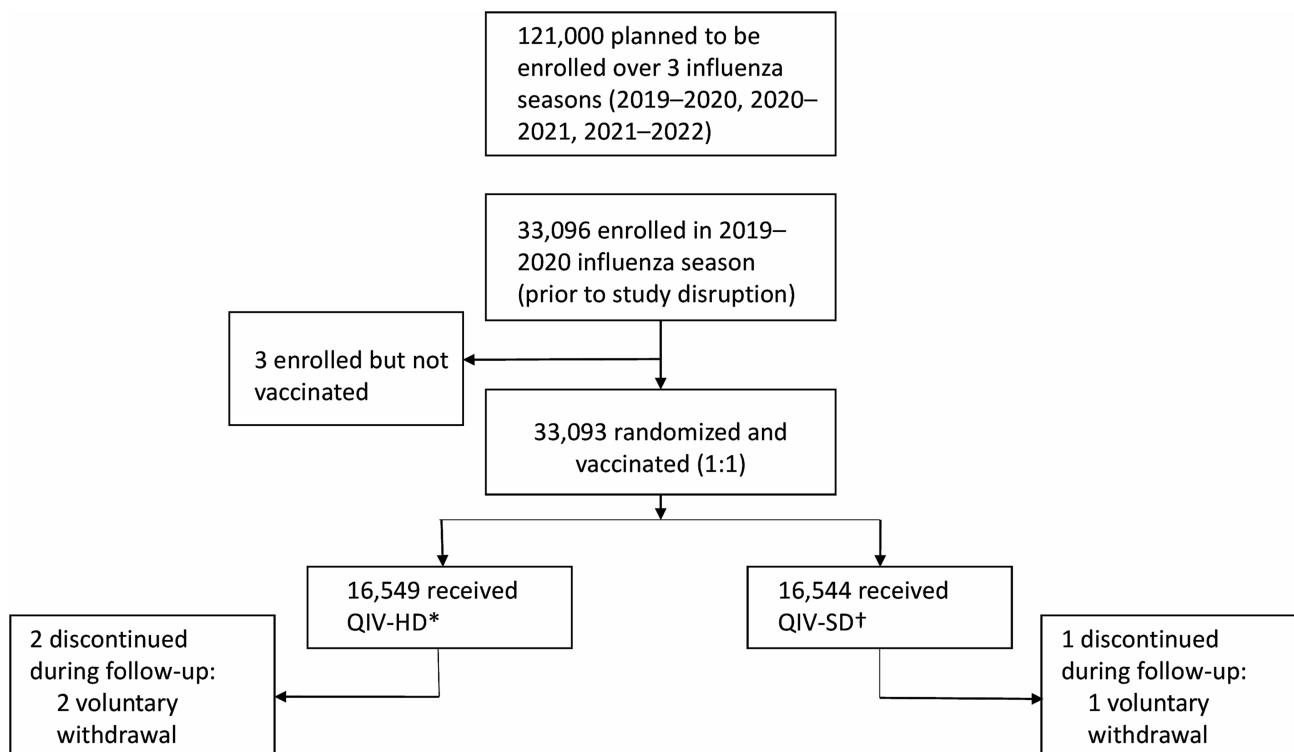 121,000 planned to be
enrolled over 3 influenza
seasons (2019–2020, 2020–
2021, 2021–2022)
33,096 enrolled in 2019–
2020 influenza season
(prior to study disruption)
3 enrolled but not
vaccinated
33,093 randomized and
vaccinated (1:1)
16,549 received
QIV-HD*
16,544 received
QIV-SD†
2 discontinued
during follow-up:
2 voluntary
withdrawal
1 discontinued
during follow-up:
1 voluntary
withdrawal